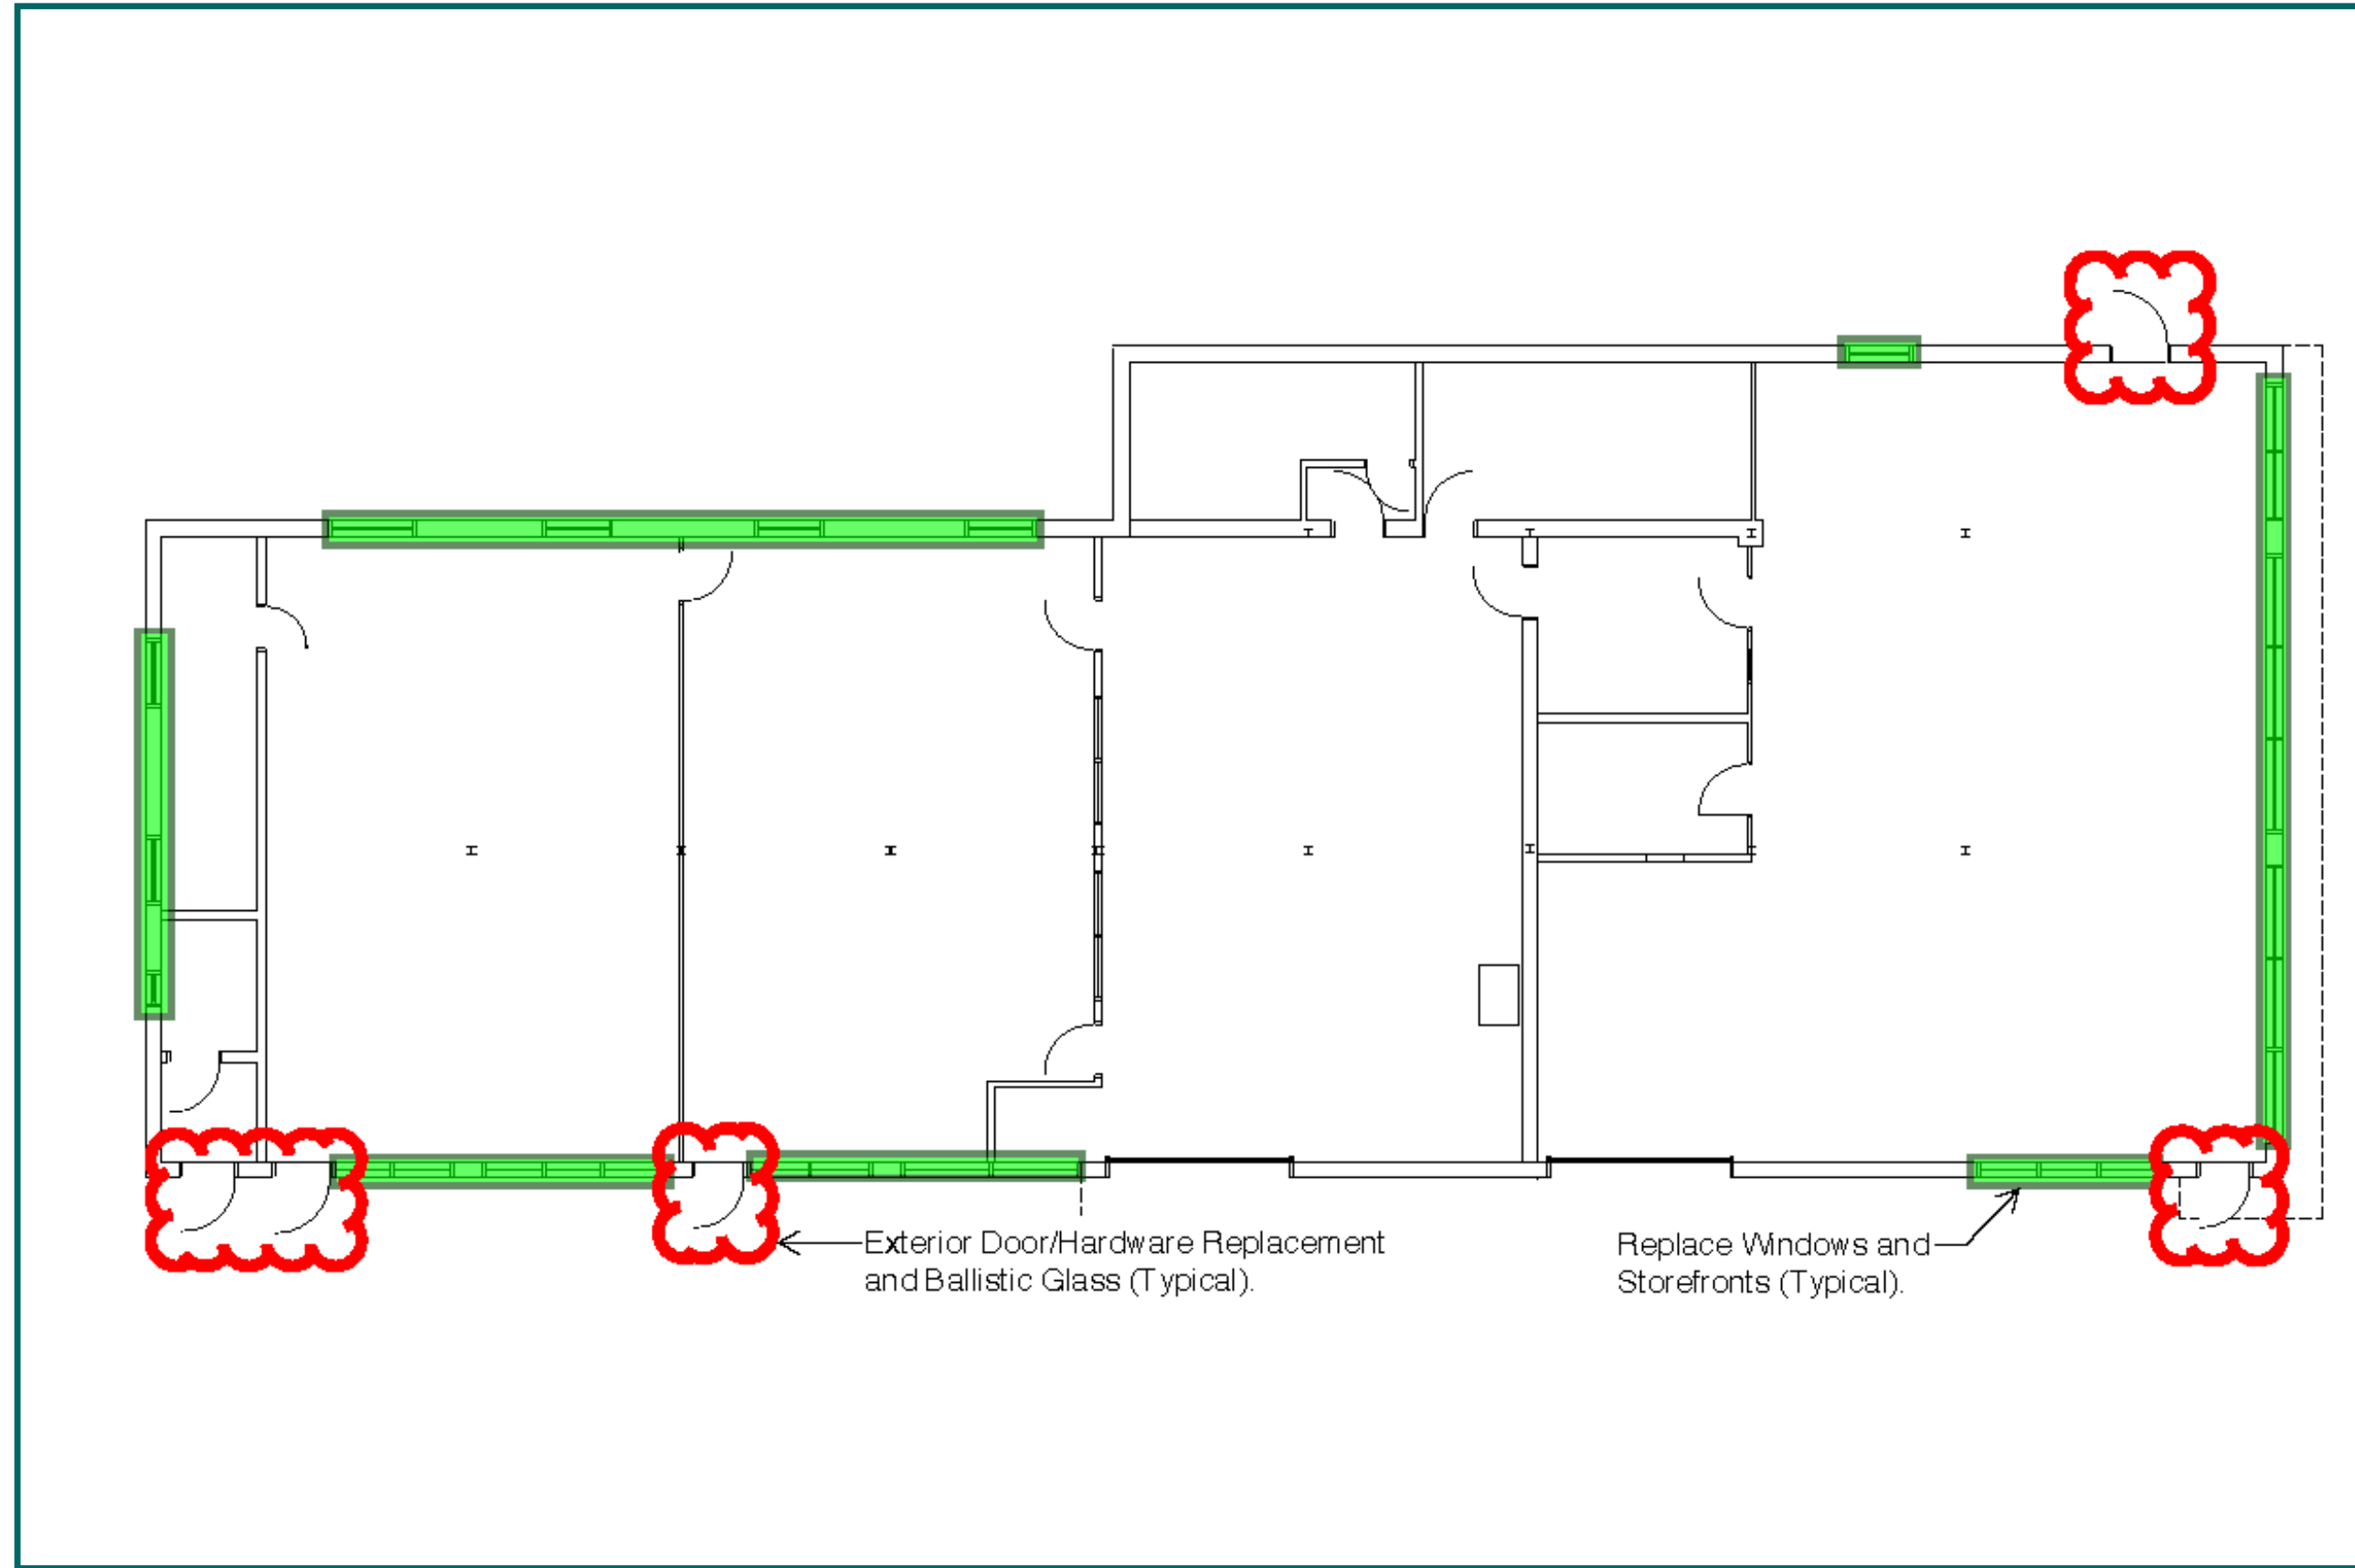 Exterior Door/Hardware Replacement
and Ballistic Glass (Typical).
Replace Windows and
Storefronts (Typical).